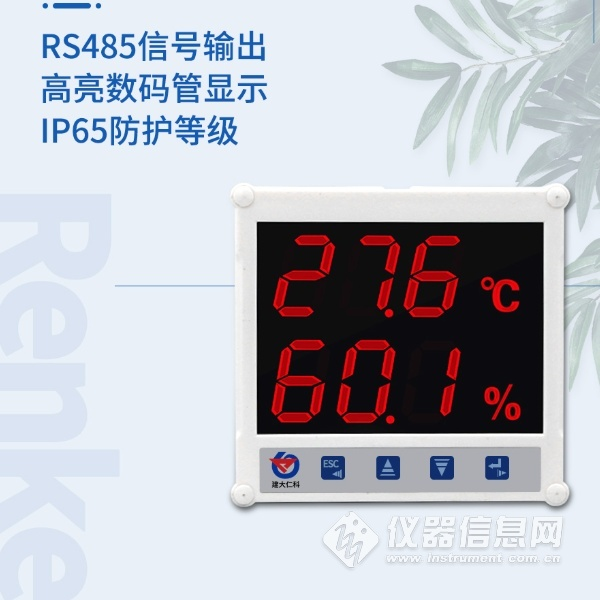 RS485信号输出
高亮数码管显示
IP65防护等级
Renke
27.6 ℃
60.1 %
建大仁科
ESC
仪器信息网
www.instrument.com.cn